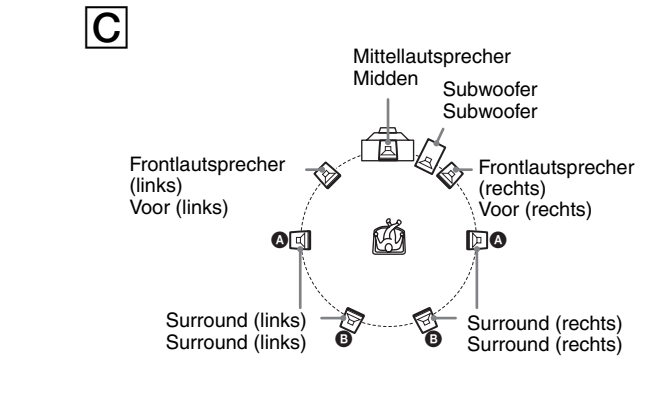 C
Mittellautsprecher
Midden
Subwoofer
Subwoofer
Frontlautsprecher
(links)
Voor (links)
Frontlautsprecher
(rechts)
Voor (rechts)
A
A
Surround (links)
Surround (links)
B
B
Surround (rechts)
Surround (rechts)